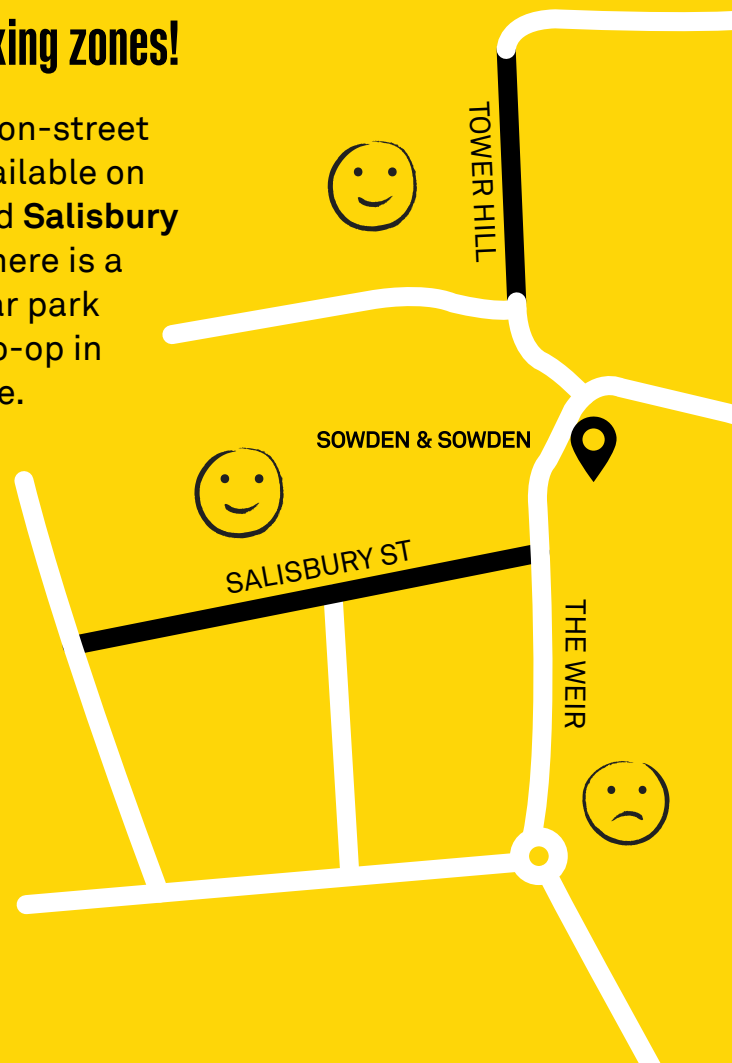 king zones!
on-street
ailable on
d Salisbury
here is a
ar park
o-op in
e.
TOWER HILL
SOWDEN & SOWDEN
SALISBURY ST
THE WEIR